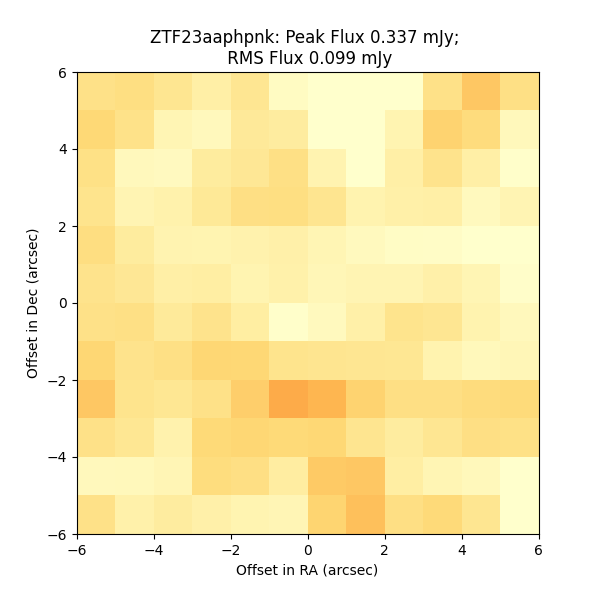 ZTF23aaphpnk: Peak Flux 0.337 mJy;
RMS Flux 0.099 mJy
6
4
2
0
−2
−4
−6
Offset in Dec (arcsec)
−6 −4 −2 0 2 4 6
Offset in RA (arcsec)